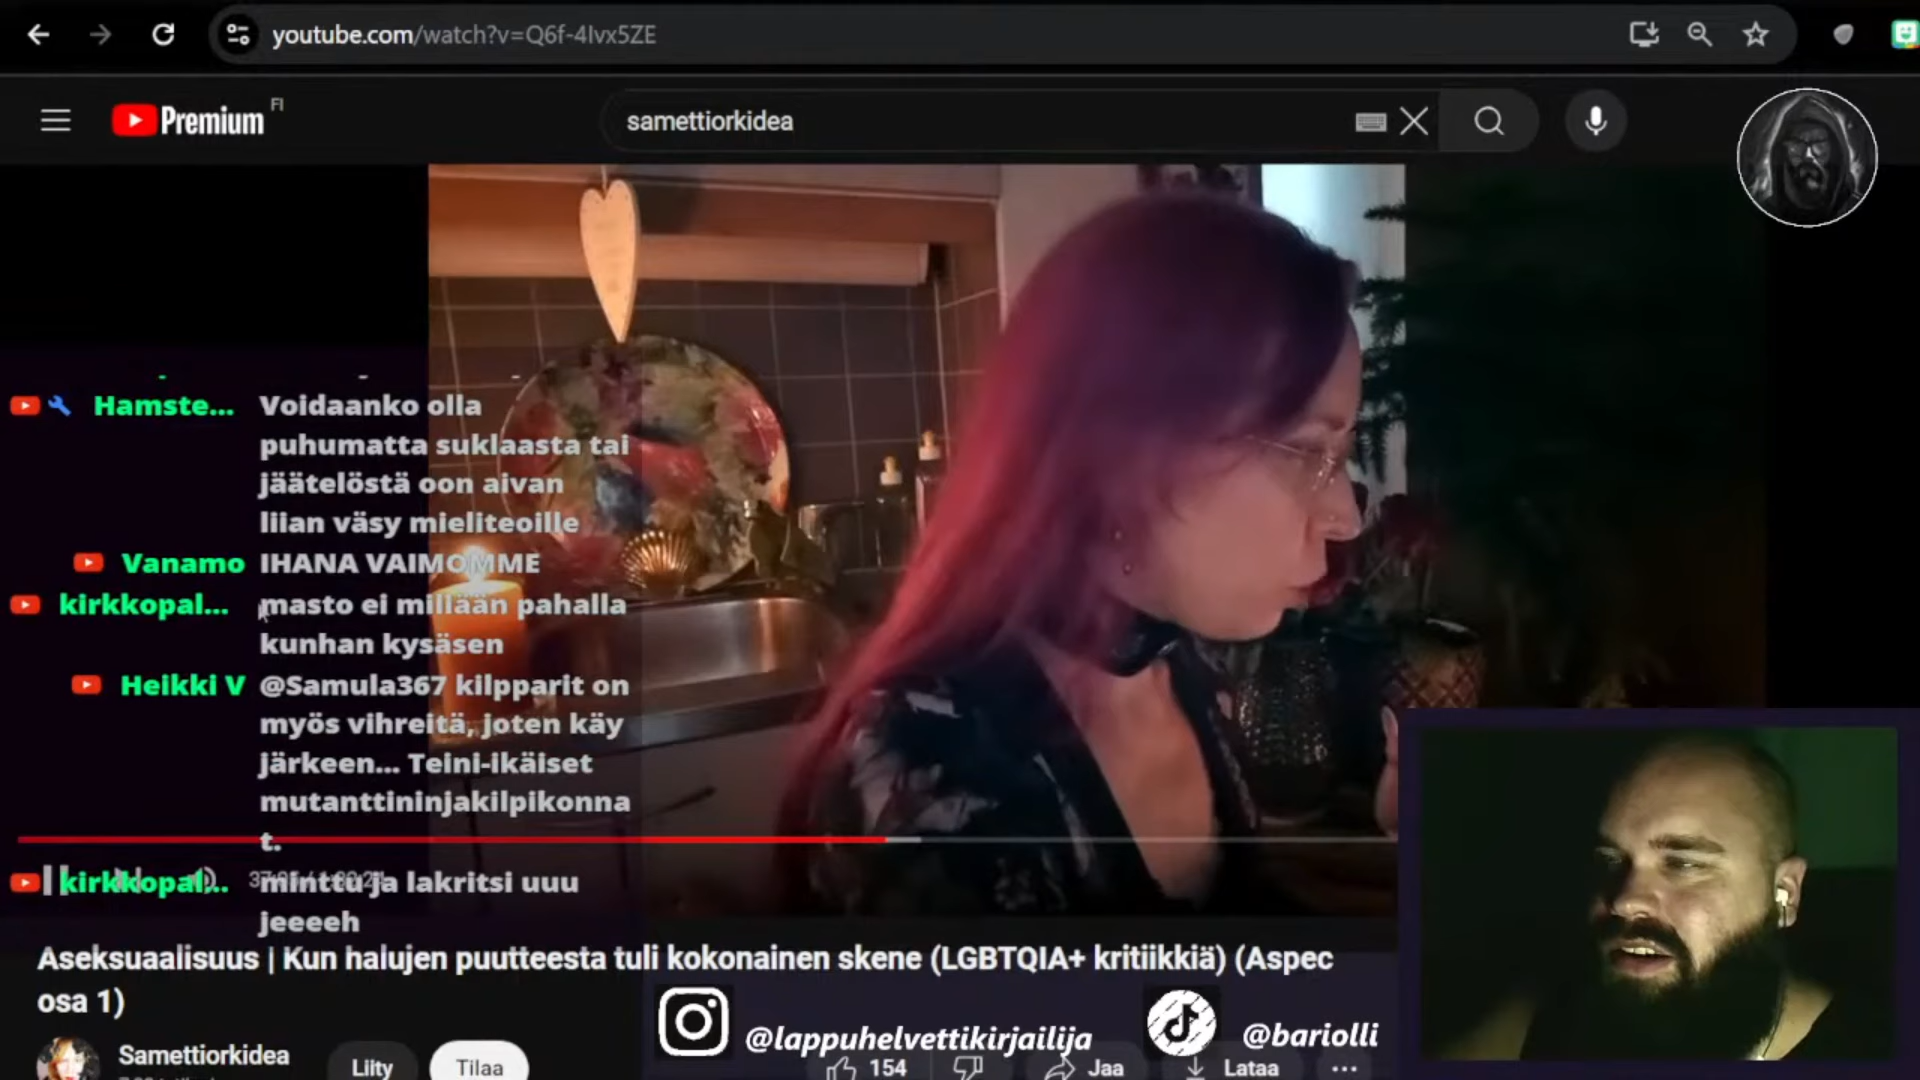 youtube.com/watch?v=Q6f-4lvx5ZE
Premium FI
samettiorkidea
Hamste... Voidaanko olla
puhumatta suklaasta tai
jäätelöstä oon aivan
liian väsy mieliteoille
Vanamo IHANA VAIMOMME
kirkkopal... masto ei millään pahalla
kunhan kysäsen
Heikki V @Samula367 kilpparit on
myös vihreitä, joten käy
järkeen... Teini-ikäiset
mutanttininjakilpikonna
t.
kirkkopal... minttu ja lakritsi uuu
jeeeeh
Aseksuaalisuus | Kun halujen puutteesta tuli kokonainen skene (LGBTQIA+ kritiikkiä) (Aspec
osa 1)
@lappuhelvettikirjailija
@bariolli
Samettiorkidea
Liity
Tilaa
154
Jaa
Lataa